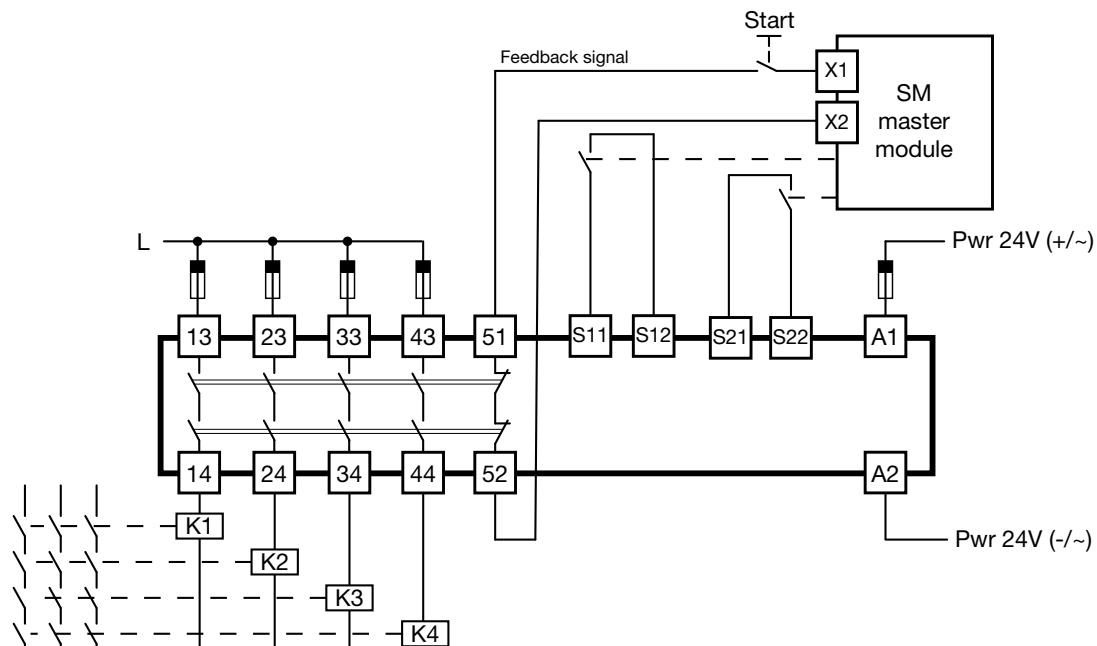 Start
Feedback signal
X1
X2
SM
master
module
L
Pwr 24V (+/~)
13
23
33
43
51
S11
S12
S21
S22
A1
14
24
34
44
52
A2
K1
K2
K3
K4
Pwr 24V (-/~)